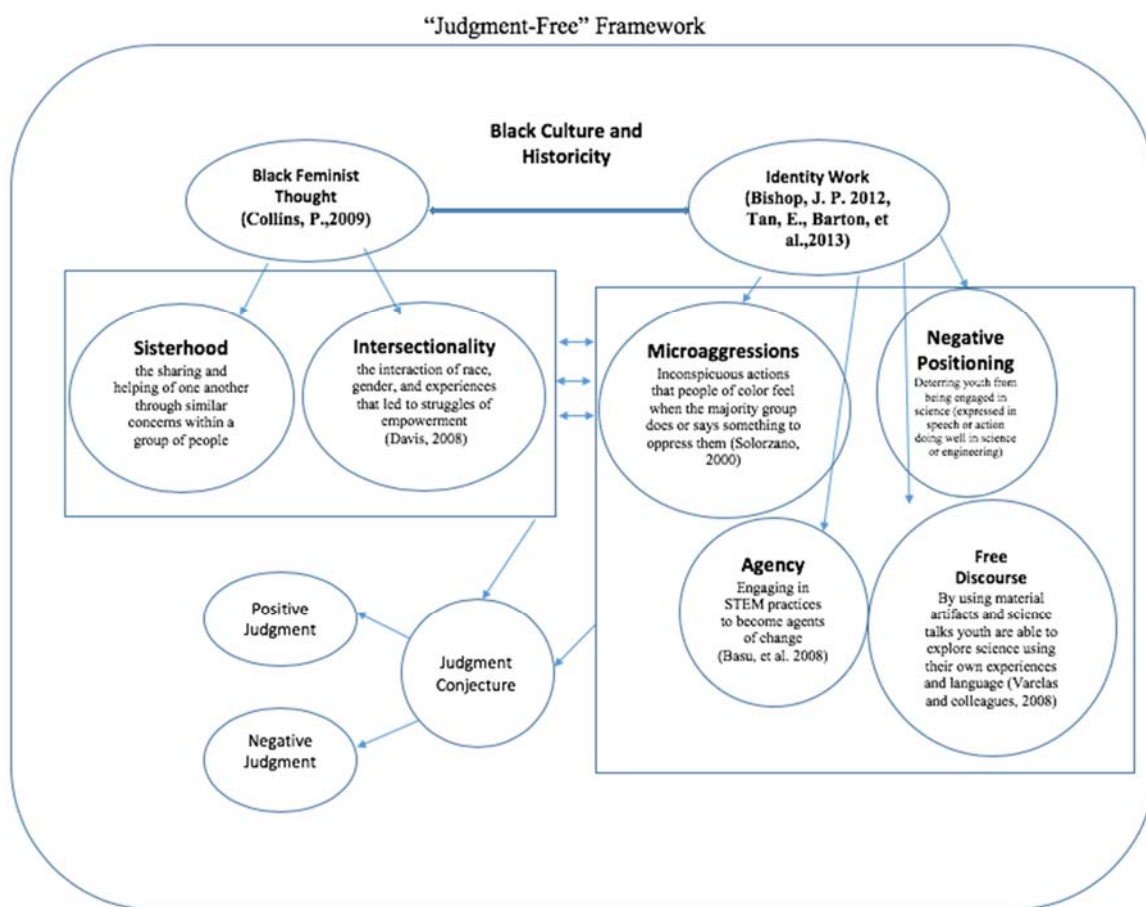 “Judgment-Free” Framework
Black Culture and
Historicity
Black Feminist
Thought
(Collins, P.,2009)
Identity Work
(Bishop, J. P. 2012,
Tan, E., Barton, et
al.,2013)
Sisterhood
the sharing and
helping of one another
through similar
concerns within a
group of people
Intersectionality
the interaction of race,
gender, and experiences
that led to struggles of
empowerment
(Davis, 2008)
Microaggressions
Inconspicuous actions
that people of color feel
when the majority group
does or says something to
oppress them (Solorzano,
2000)
Negative
Positioning
Deterring youth from
being engaged in
science (expressed in
speech or action
doing well in science
or engineering)
Agency
Engaging in
STEM practices
to become agents
of change
(Basu, et al. 2008)
Free
Discourse
By using material
artifacts and science
talks youth are able to
explore science using
their own experiences
and language (Varelas
and colleagues, 2008)
Positive
Judgment
Judgment
Conjecture
Negative
Judgment